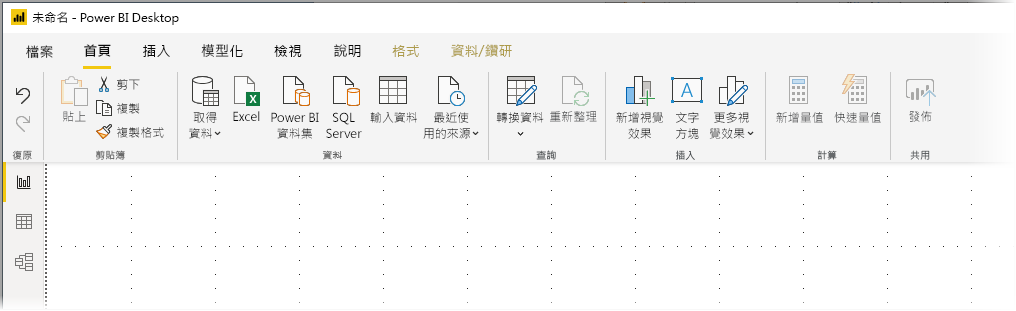 未命名 - Power BI Desktop
檔案 首頁 插入 模型化 檢視 說明 格式 資料/鑽研
貼上
剪下
複製
複製格式
取得
資料
Excel
Power BI
資料集
SQL
Server
輸入資料
最近使
用的來源
轉換資料
重新整理
新增視覺
效果
文字
方塊
更多視
覺效果
新增量值
快速量值
發佈
復原 剪貼簿 資料 查詢 插入 計算 共用